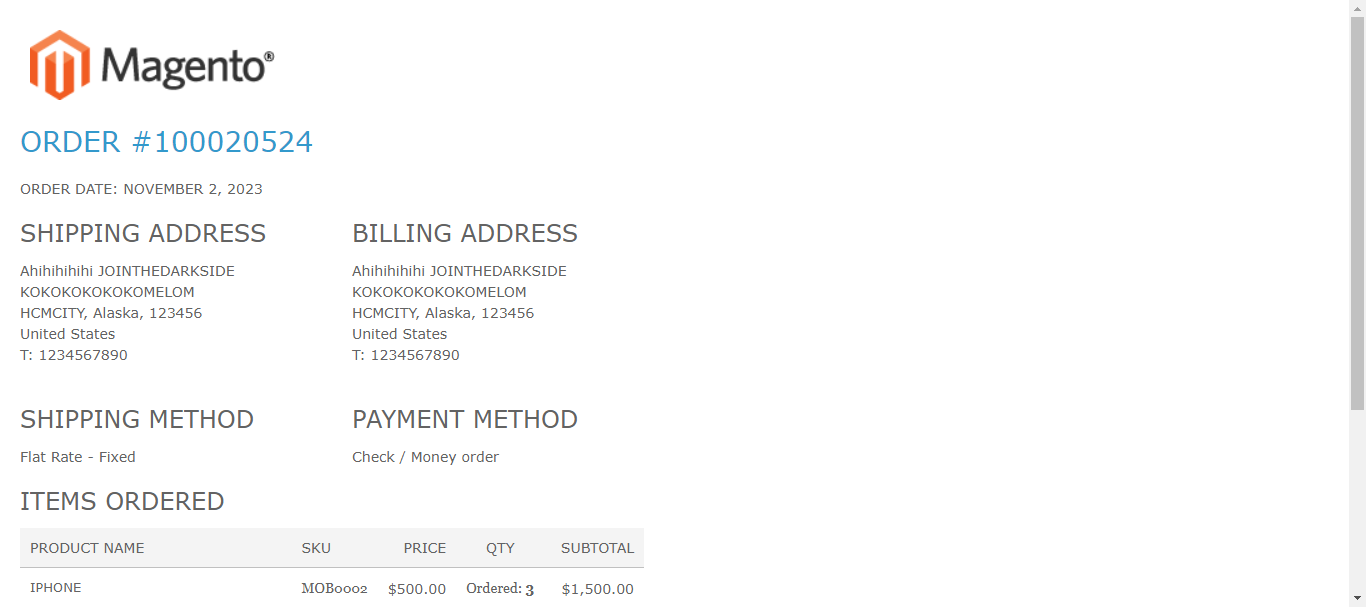 Magento®
ORDER #100020524
ORDER DATE: NOVEMBER 2, 2023
SHIPPING ADDRESS
Ahihihihihi JOINTHEDARKSIDE
KOKOKOKOKOKOMELOM
HCMCITY, Alaska, 123456
United States
T: 1234567890
BILLING ADDRESS
Ahihihihihi JOINTHEDARKSIDE
KOKOKOKOKOKOMELOM
HCMCITY, Alaska, 123456
United States
T: 1234567890
SHIPPING METHOD
Flat Rate - Fixed
PAYMENT METHOD
Check / Money order
ITEMS ORDERED
PRODUCT NAME SKU PRICE QTY SUBTOTAL
IPHONE MOB0002 $500.00 Ordered: 3 $1,500.00